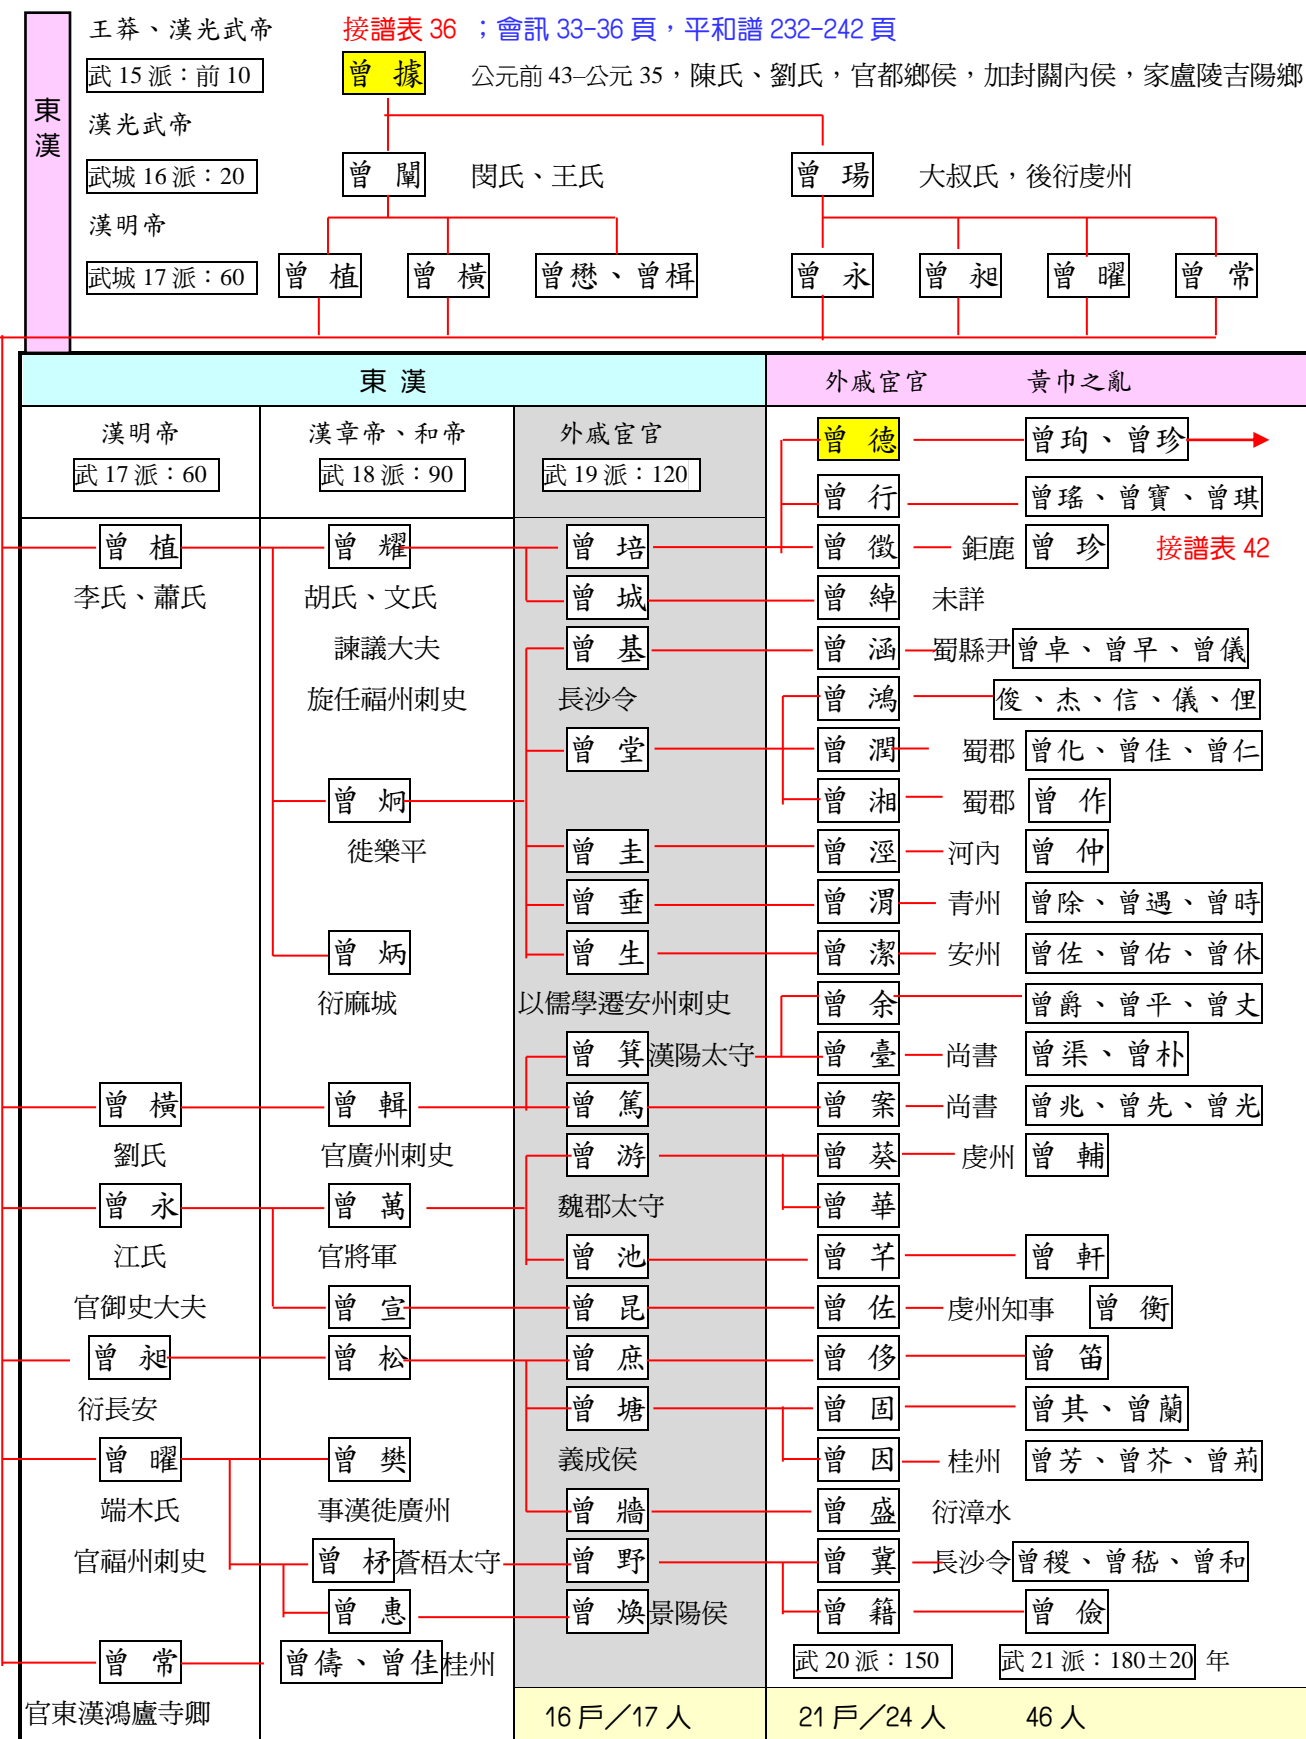 東漢
王莽、漢光武帝 接譜表 36 ；會訊 33-36 頁，平和譜 232-242 頁
武 15 派：前 10 曾 據 公元前 43–公元 35，陳氏、劉氏，官都鄉侯，加封關內侯，家廬陵吉陽鄉
漢光武帝
武城 16 派：20 曾 闡 閔氏、王氏 曾 瑒 大叔氏，後衍虔州
漢明帝
武城 17 派：60 曾 植 曾 橫 曾懋、曾楫 曾 永 曾 昶 曾 曜 曾 常
東 漢 外戚宦官 黃巾之亂
漢明帝 漢章帝、和帝 外戚宦官 曾 德 曾珣、曾珍
武 17 派：60 武 18 派：90 武 19 派：120
曾 行 曾瑤、曾寶、曾琪
曾 植 曾 耀 曾 培 曾 徵 鉅鹿 曾 珍 接譜表 42
李氏、蕭氏 胡氏、文氏 曾 城 曾 綽 未詳
諫議大夫 曾 基 曾 涵 蜀縣尹 曾卓、曾早、曾儀
旋任福州刺史 長沙令 曾 鴻 俊、杰、信、儀、俚
曾 堂 曾 潤 蜀郡 曾化、曾佳、曾仁
曾 炯 曾 湘 蜀郡 曾 作
徙樂平 曾 圭 曾 涇 河內 曾 仲
曾 垂 曾 渭 青州 曾除、曾遇、曾時
曾 炳 曾 生 曾 潔 安州 曾佐、曾佑、曾休
衍麻城 以儒學遷安州刺史 曾 余 曾爵、曾平、曾丈
曾 箕 漢陽太守 曾 臺 尚書 曾渠、曾朴
曾 橫 曾 輯 曾 篤 曾 案 尚書 曾兆、曾先、曾光
劉氏 官廣州刺史 曾 游 曾 葵 虔州 曾 輔
曾 永 曾 萬 魏郡太守 曾 華
江氏 官將軍 曾 池 曾 芊 曾 軒
官御史大夫 曾 宣 曾 昆 曾 佐 虔州知事 曾 衡
曾 昶 曾 松 曾 庶 曾 侈 曾 笛
衍長安 曾 塘 曾 固 曾其、曾蘭
曾 曜 曾 樊 義成侯 曾 因 桂州 曾芳、曾芥、曾荊
端木氏 事漢徙廣州 曾 牆 曾 盛 衍漳水
官福州刺史 曾 杍 蒼梧太守 曾 野 曾 冀 長沙令 曾稷、曾嵇、曾和
曾 惠 曾 煥 景陽侯 曾 籍 曾 儉
曾 常 曾儔、曾佳 桂州 武 20 派：150 武 21 派：180±20 年
官東漢鴻廬寺卿 16 戶／17 人 21 戶／24 人 46 人